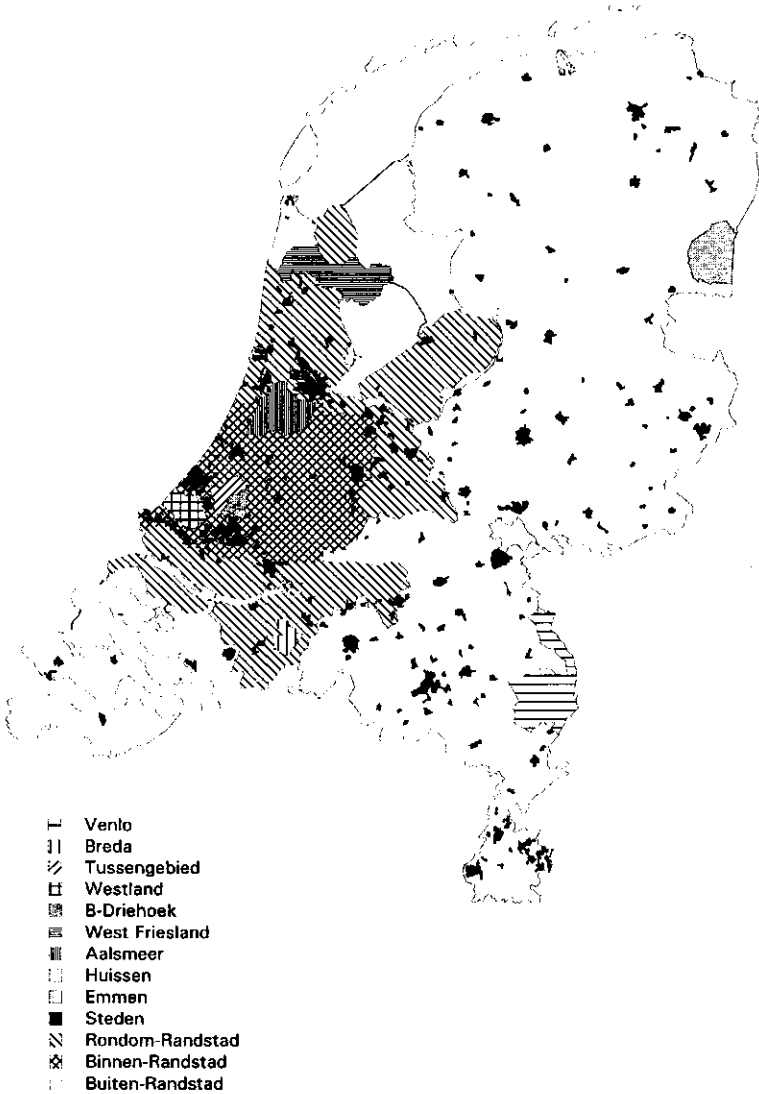 Venlo
Breda
Tussengebied
Westland
B-Driehoek
West Friesland
Aalsmeer
Huissen
Emmen
Steden
Rondom-Randstad
Binnen-Randstad
Buiten-Randstad